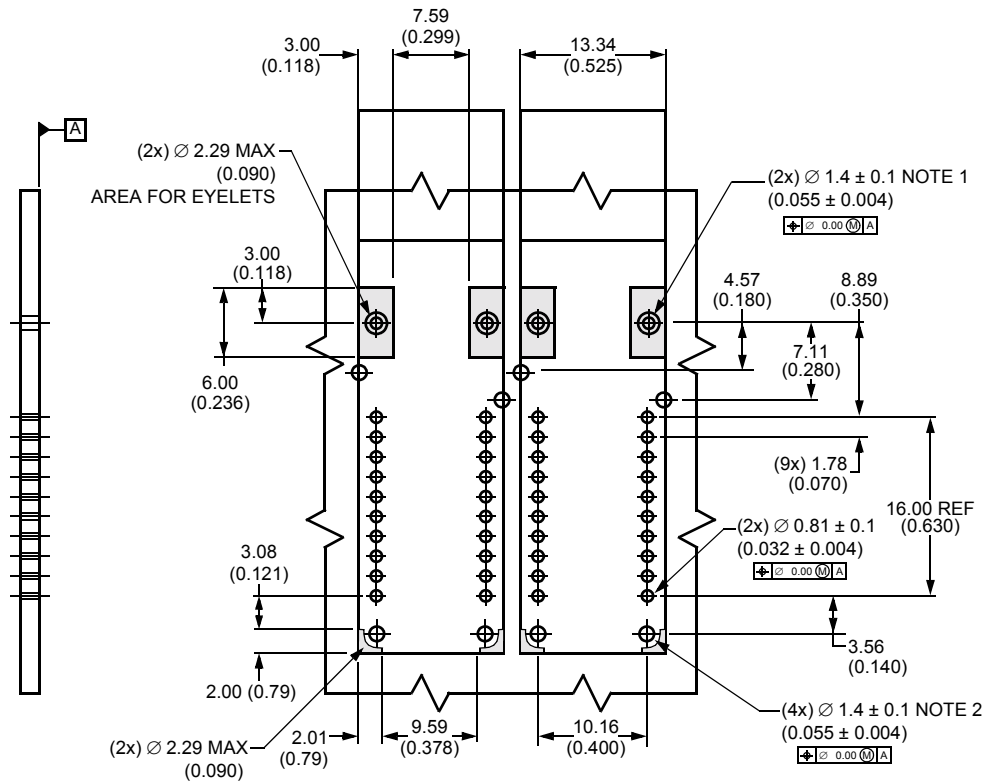 7.59
(0.299)
3.00
(0.118)
13.34
(0.525)
A
(2x) ∅ 2.29 MAX
(0.090)
AREA FOR EYELETS
(2x) ∅ 1.4 ± 0.1 NOTE 1
(0.055 ± 0.004)
⌖ ∅ 0.00 Ⓜ A
3.00
(0.118)
4.57
(0.180)
8.89
(0.350)
7.11
(0.280)
6.00
(0.236)
(9x) 1.78
(0.070)
16.00 REF
(0.630)
(2x) ∅ 0.81 ± 0.1
(0.032 ± 0.004)
⌖ ∅ 0.00 Ⓜ A
3.08
(0.121)
3.56
(0.140)
2.00 (0.79)
(2x) ∅ 2.29 MAX
(0.090)
2.01
(0.79)
9.59
(0.378)
10.16
(0.400)
(4x) ∅ 1.4 ± 0.1 NOTE 2
(0.055 ± 0.004)
⌖ ∅ 0.00 Ⓜ A